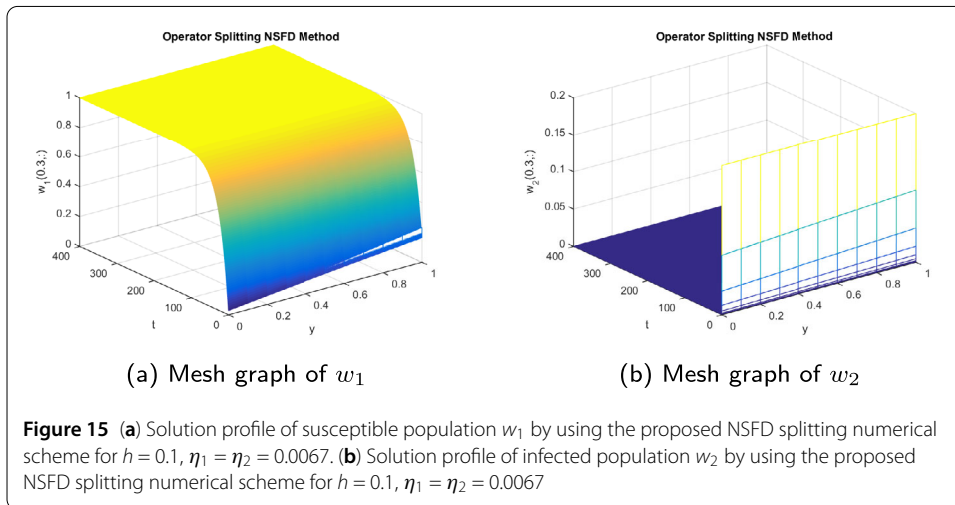 Operator Splitting NSFD Method
1
0.8
0.6
0.4
0.2
0
w₁(0.3,:)
400
300
200
100
0
t
0
0.2
0.4
0.6
0.8
1
y
(a) Mesh graph of w₁
Operator Splitting NSFD Method
0.2
0.15
0.1
0.05
0
w₂(0.3,:)
400
300
200
100
0
t
0
0.2
0.4
0.6
0.8
1
y
(b) Mesh graph of w₂
Figure 15 (a) Solution profile of susceptible population w₁ by using the proposed NSFD splitting numerical
scheme for h = 0.1, η₁ = η₂ = 0.0067. (b) Solution profile of infected population w₂ by using the proposed
NSFD splitting numerical scheme for h = 0.1, η₁ = η₂ = 0.0067